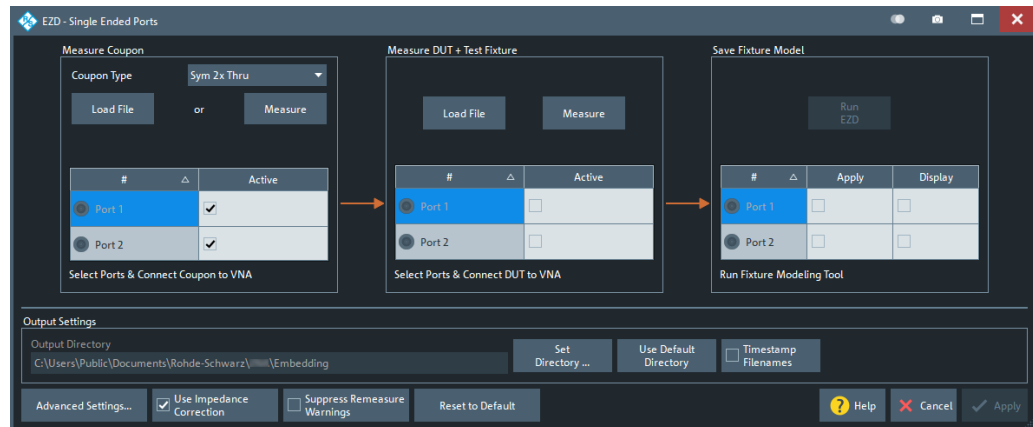 EZD - Single Ended Ports
Measure Coupon
Coupon Type
Sym 2x Thru
Load File
or
Measure
# Active
Port 1
Port 2
Select Ports & Connect Coupon to VNA
Measure DUT + Test Fixture
Load File
Measure
# Active
Port 1
Port 2
Select Ports & Connect DUT to VNA
Save Fixture Model
Run
EZD
# Apply Display
Port 1
Port 2
Run Fixture Modeling Tool
Output Settings
Output Directory
C:\Users\Public\Documents\Rohde-Schwarz\ \Embedding
Set
Directory ...
Use Default
Directory
Timestamp
Filenames
Advanced Settings...
Use Impedance
Correction
Suppress Remeasure
Warnings
Reset to Default
? Help
Cancel
Apply